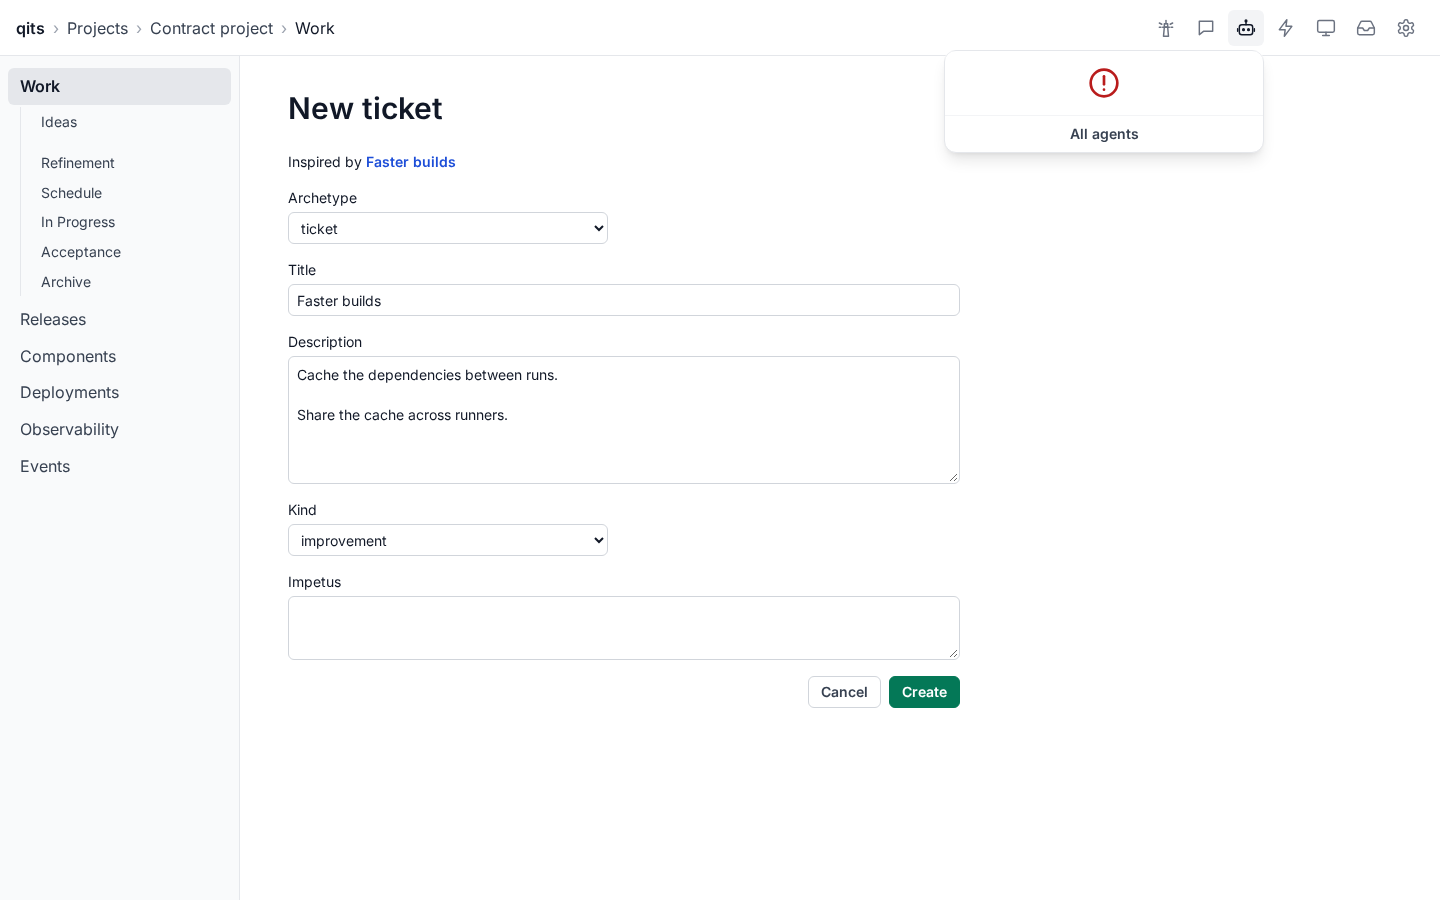 qits › Projects › Contract project › Work
All agents
Work
Ideas
Refinement
Schedule
In Progress
Acceptance
Archive
Releases
Components
Deployments
Observability
Events
New ticket
Inspired by Faster builds
Archetype
ticket
Title
Faster builds
Description
Cache the dependencies between runs.
Share the cache across runners.
Kind
improvement
Impetus
Cancel
Create